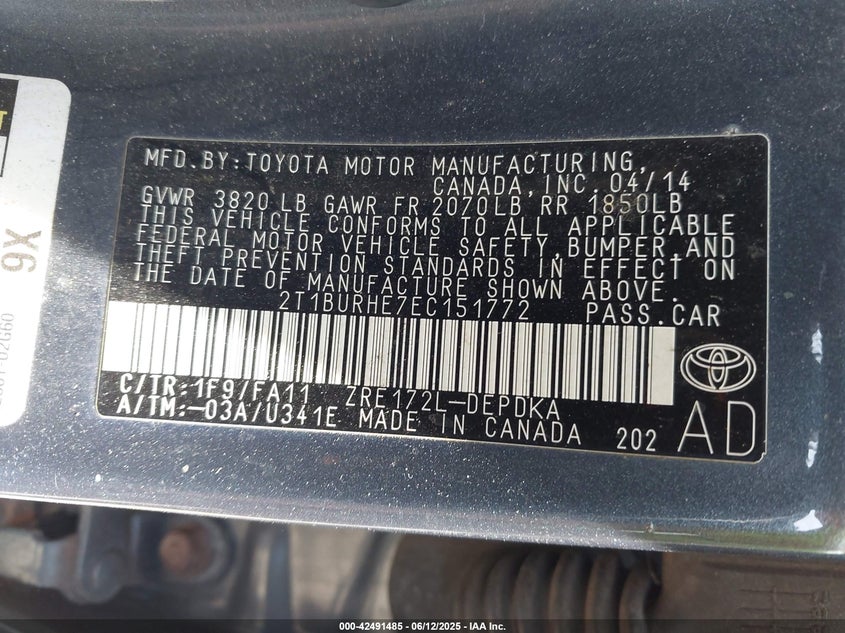 MFD.BY:TOYOTA MOTOR MANUFACTURING,
CANADA,INC. 04/14
GVWR 3820 LB GAWR FR 2070LB RR 1850LB
THIS VEHICLE CONFORMS TO ALL APPLICABLE
FEDERAL MOTOR VEHICLE SAFETY,BUMPER,AND
THEFT PREVENTION STANDARDS IN EFFECT ON
THE DATE OF MANUFACTURE SHOWN ABOVE.
2T1BURHE7EC151772 PASS.CAR
C/TR:1F9/FA11 ZRE172L-DEPDKA
A/TM:-03A/U341E MADE IN CANADA 202 AD
9X
000-42491485 - 06/12/2025 - IAA Inc.